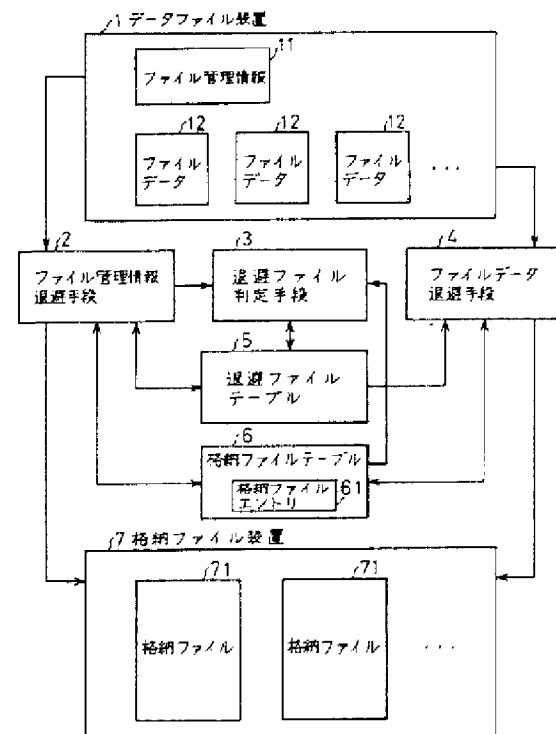 1 データファイル装置
11
ファイル管理情報
12
12
12
ファイル
データ
ファイル
データ
ファイル
データ
...
2
ファイル管理情報
退避手段
3
退避ファイル
判定手段
4
ファイルデータ
退避手段
5
退避ファイル
テーブル
6
格納ファイルテーブル
格納ファイル
エントリ
61
7 格納ファイル装置
71
格納ファイル
71
格納ファイル
...